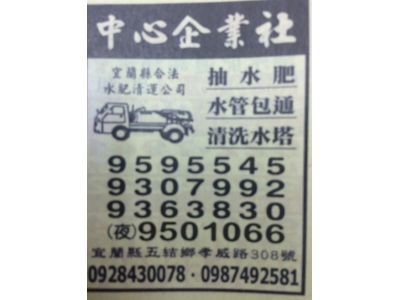 中心企業社
宜蘭縣合法
水肥清運公司
抽水肥
水管包通
清洗水塔
9595545
9307992
9363830
(夜)9501066
宜蘭縣五結鄉孝威路308號
0928430078·0987492581